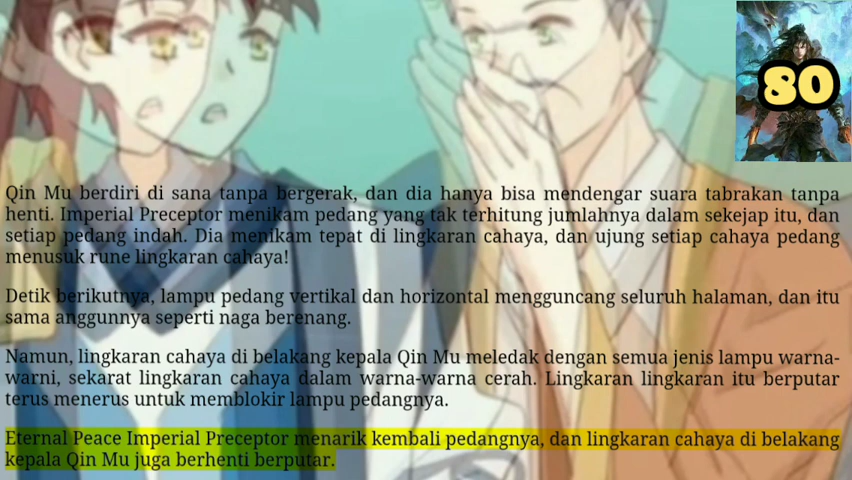 80
Qin Mu berdiri di sana tanpa bergerak, dan dia hanya bisa mendengar suara tabrakan tanpa
henti. Imperial Preceptor menikam pedang yang tak terhitung jumlahnya dalam sekejap itu, dan
setiap pedang indah. Dia menikam tepat di lingkaran cahaya, dan ujung setiap cahaya pedang
menusuk rune lingkaran cahaya!
Detik berikutnya, lampu pedang vertikal dan horizontal mengguncang seluruh halaman, dan itu
sama anggunnya seperti naga berenang.
Namun, lingkaran cahaya di belakang kepala Qin Mu meledak dengan semua jenis lampu warna-
warni, sekarat lingkaran cahaya dalam warna-warna cerah. Lingkaran lingkaran itu berputar
terus menerus untuk memblokir lampu pedangnya.
Eternal Peace Imperial Preceptor menarik kembali pedangnya, dan lingkaran cahaya di belakang
kepala Qin Mu juga berhenti berputar.